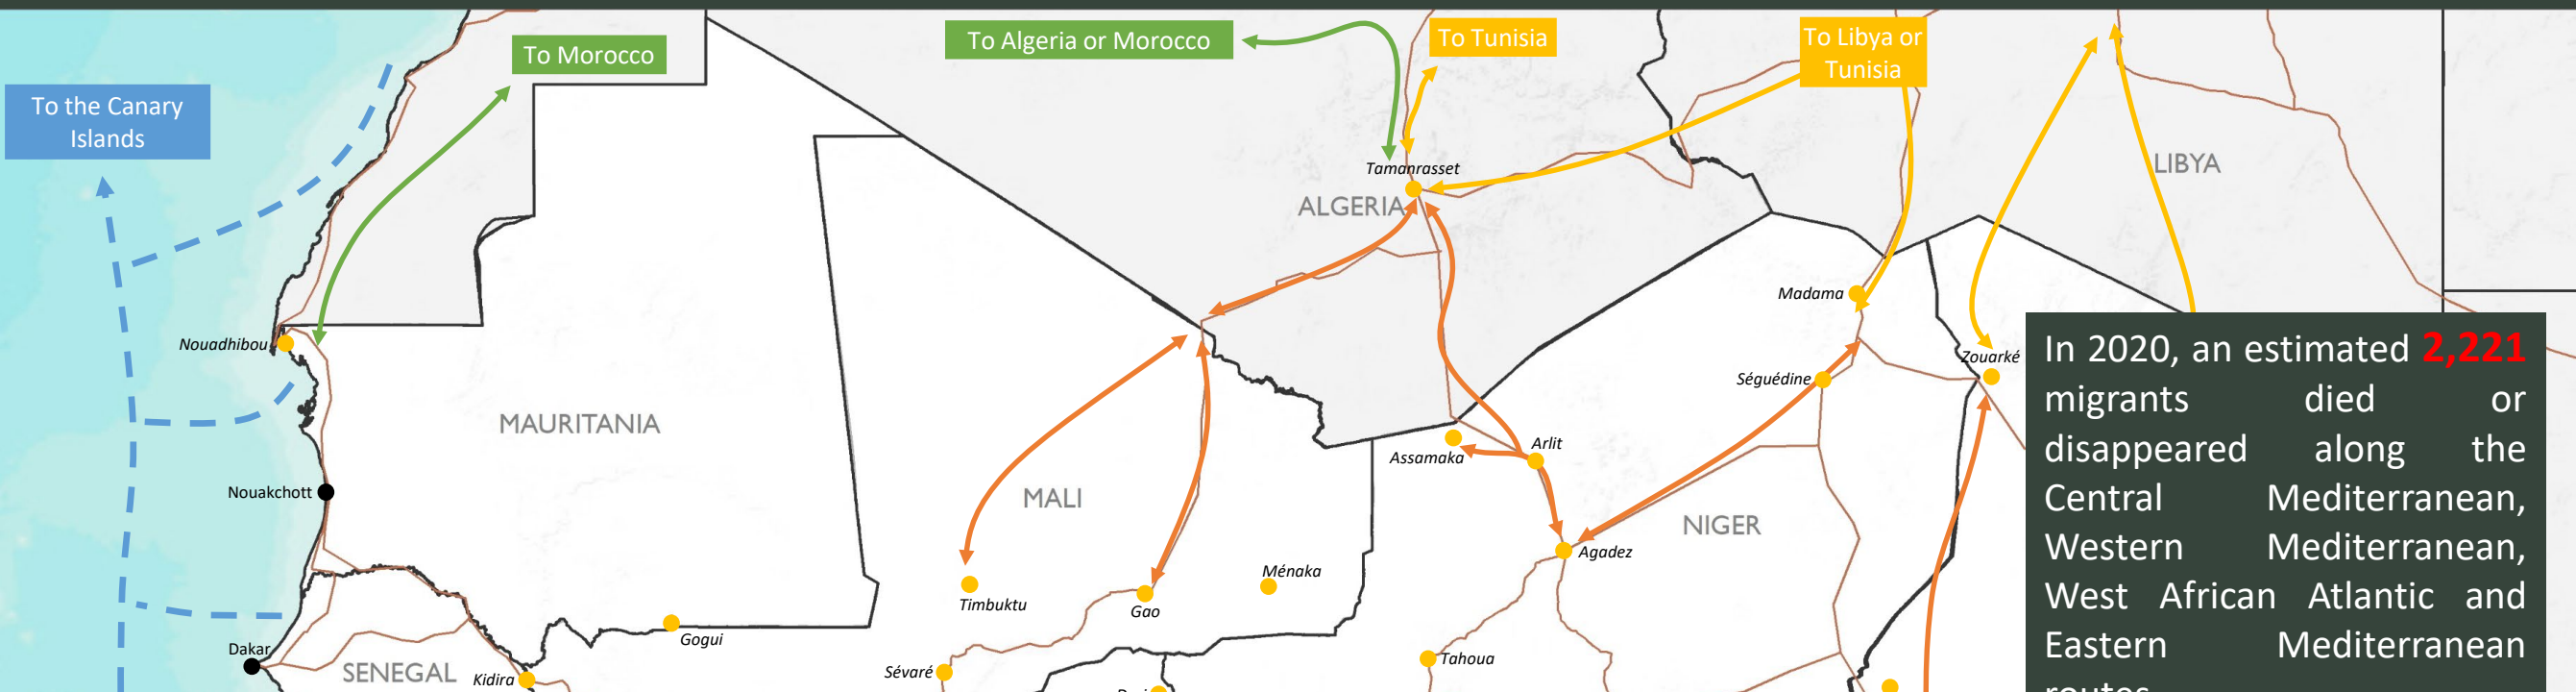 To Morocco
To Algeria or Morocco
To Tunisia
To Libya or
Tunisia
To the Canary
Islands
LIBYA
Tamanrasset
ALGERIA
Madama
Nouadhibou
Zouarké
Séguédine
MAURITANIA
Arlit
Assamaka
Nouakchott
MALI
NIGER
Agadez
Ménaka
Timbuktu
Gao
Gogui
Dakar
SENEGAL
Kidira
Sévaré
Tahoua
In 2020, an estimated 2,221
migrants died or
disappeared along the
Central Mediterranean,
Western Mediterranean,
West African Atlantic and
Eastern Mediterranean
routes